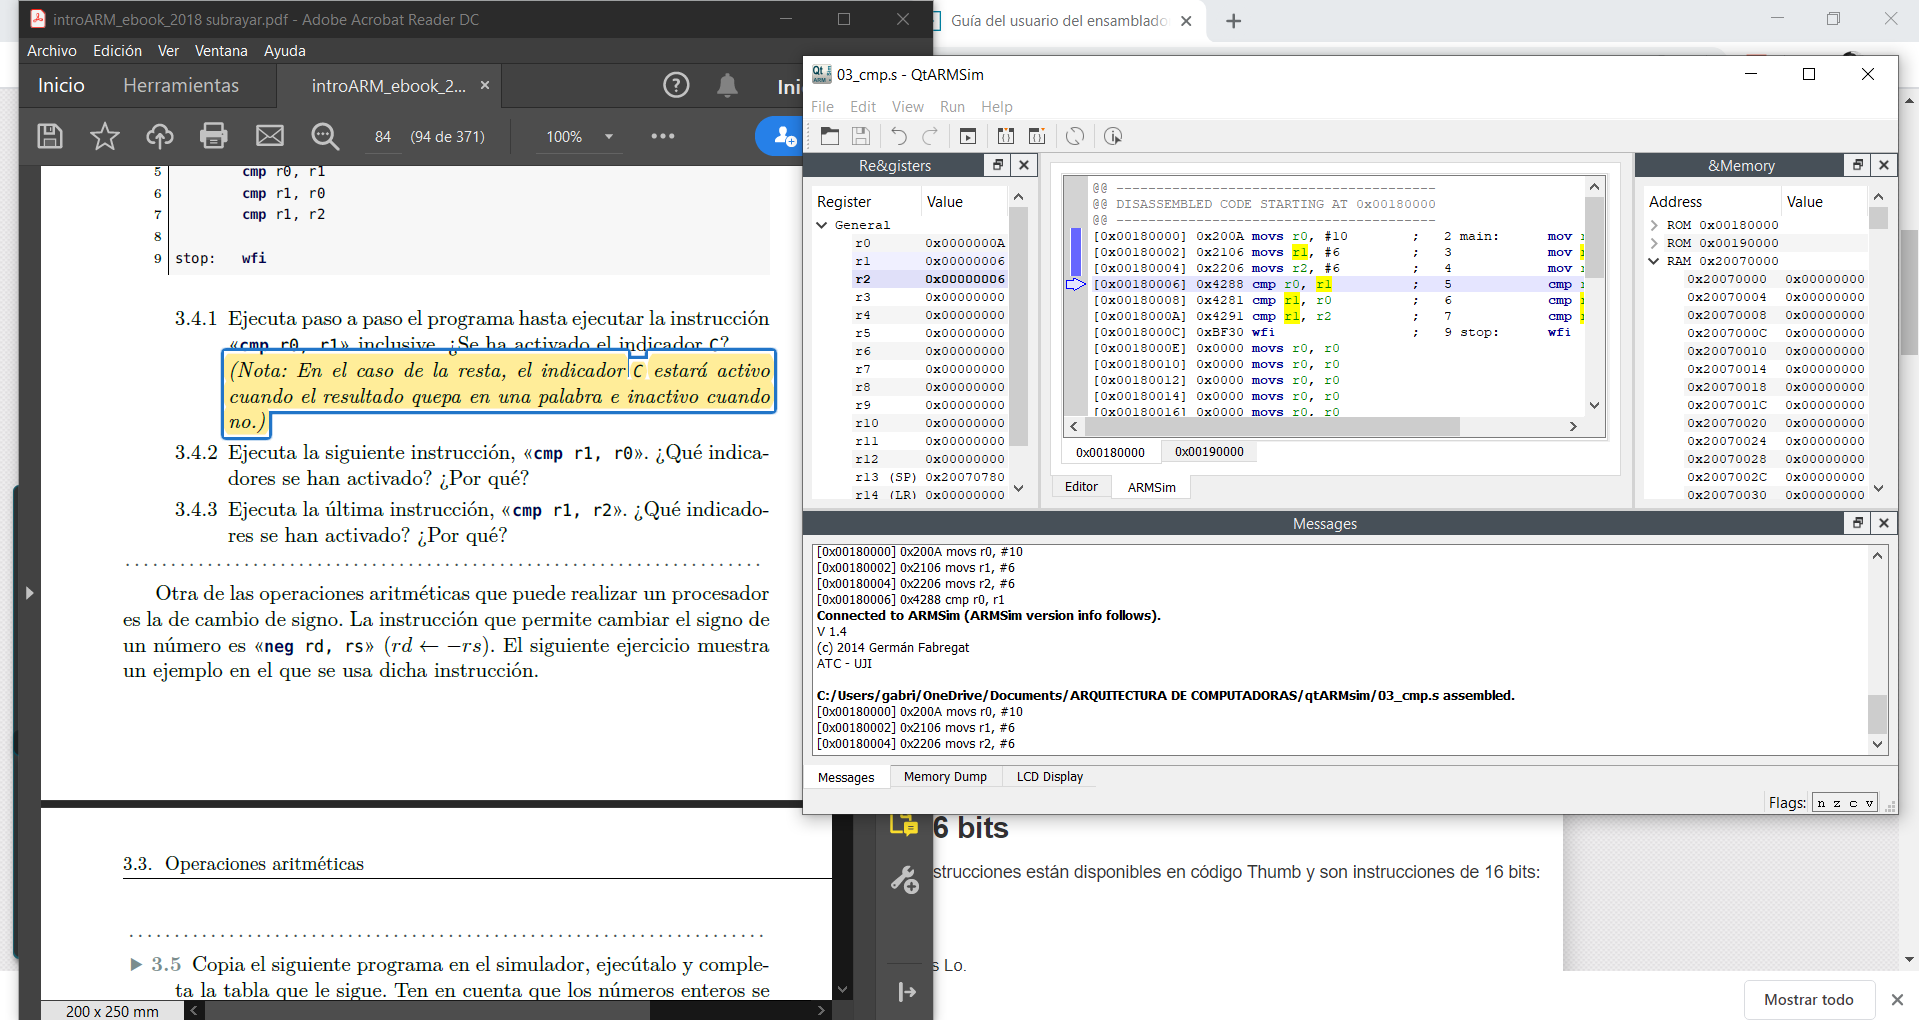 introARM_ebook_2018 subrayar.pdf - Adobe Acrobat Reader DC
Archivo Edición Ver Ventana Ayuda
Inicio Herramientas introARM_ebook_2... × ?
84 (94 de 371) 100%
5 cmp r0, r1
6 cmp r1, r0
7 cmp r1, r2
8
9 stop: wfi
3.4.1 Ejecuta paso a paso el programa hasta ejecutar la instrucción
«cmp r0, r1» inclusive. ¿Se ha activado el indicador C?
(Nota: En el caso de la resta, el indicador C estará activo
cuando el resultado quepa en una palabra e inactivo cuando
no.)
3.4.2 Ejecuta la siguiente instrucción, «cmp r1, r0». ¿Qué indica-
dores se han activado? ¿Por qué?
3.4.3 Ejecuta la última instrucción, «cmp r1, r2». ¿Qué indicado-
res se han activado? ¿Por qué?
Otra de las operaciones aritméticas que puede realizar un procesador
es la de cambio de signo. La instrucción que permite cambiar el signo de
un número es «neg rd, rs» (rd ← −rs). El siguiente ejercicio muestra
un ejemplo en el que se usa dicha instrucción.
3.3. Operaciones aritméticas
▶ 3.5 Copia el siguiente programa en el simulador, ejecútalo y comple-
ta la tabla que le sigue. Ten en cuenta que los números enteros se
200 x 250 mm
Guía del usuario del ensamblado
03_cmp.s - QtARMSim
File Edit View Run Help
Re&gisters
Register Value
General
r0 0x0000000A
r1 0x00000006
r2 0x00000006
r3 0x00000000
r4 0x00000000
r5 0x00000000
r6 0x00000000
r7 0x00000000
r8 0x00000000
r9 0x00000000
r10 0x00000000
r11 0x00000000
r12 0x00000000
r13 (SP) 0x20070780
r14 (LR) 0x00000000
@@ ----------------------------------------
@@ DISASSEMBLED CODE STARTING AT 0x00180000
@@ ----------------------------------------
[0x00180000] 0x200A movs r0, #10 ; 2 main: mov
[0x00180002] 0x2106 movs r1, #6 ; 3 mov
[0x00180004] 0x2206 movs r2, #6 ; 4 mov
[0x00180006] 0x4288 cmp r0, r1 ; 5 cmp
[0x00180008] 0x4281 cmp r1, r0 ; 6 cmp
[0x0018000A] 0x4291 cmp r1, r2 ; 7 cmp
[0x0018000C] 0xBF30 wfi ; 9 stop: wfi
[0x0018000E] 0x0000 movs r0, r0
[0x00180010] 0x0000 movs r0, r0
[0x00180012] 0x0000 movs r0, r0
[0x00180014] 0x0000 movs r0, r0
[0x00180016] 0x0000 movs r0, r0
0x00180000 0x00190000
Editor ARMSim
&Memory
Address Value
ROM 0x00180000
ROM 0x00190000
RAM 0x20070000
0x20070000 0x00000000
0x20070004 0x00000000
0x20070008 0x00000000
0x2007000C 0x00000000
0x20070010 0x00000000
0x20070014 0x00000000
0x20070018 0x00000000
0x2007001C 0x00000000
0x20070020 0x00000000
0x20070024 0x00000000
0x20070028 0x00000000
0x2007002C 0x00000000
0x20070030 0x00000000
Messages
[0x00180000] 0x200A movs r0, #10
[0x00180002] 0x2106 movs r1, #6
[0x00180004] 0x2206 movs r2, #6
[0x00180006] 0x4288 cmp r0, r1
Connected to ARMSim (ARMSim version info follows).
V 1.4
(c) 2014 Germán Fabregat
ATC - UJI
C:/Users/gabri/OneDrive/Documents/ARQUITECTURA DE COMPUTADORAS/qtARMsim/03_cmp.s assembled.
[0x00180000] 0x200A movs r0, #10
[0x00180002] 0x2106 movs r1, #6
[0x00180004] 0x2206 movs r2, #6
Messages Memory Dump LCD Display
Flags: n z c v
6 bits
strucciones están disponibles en código Thumb y son instrucciones de 16 bits:
s Lo.
Mostrar todo